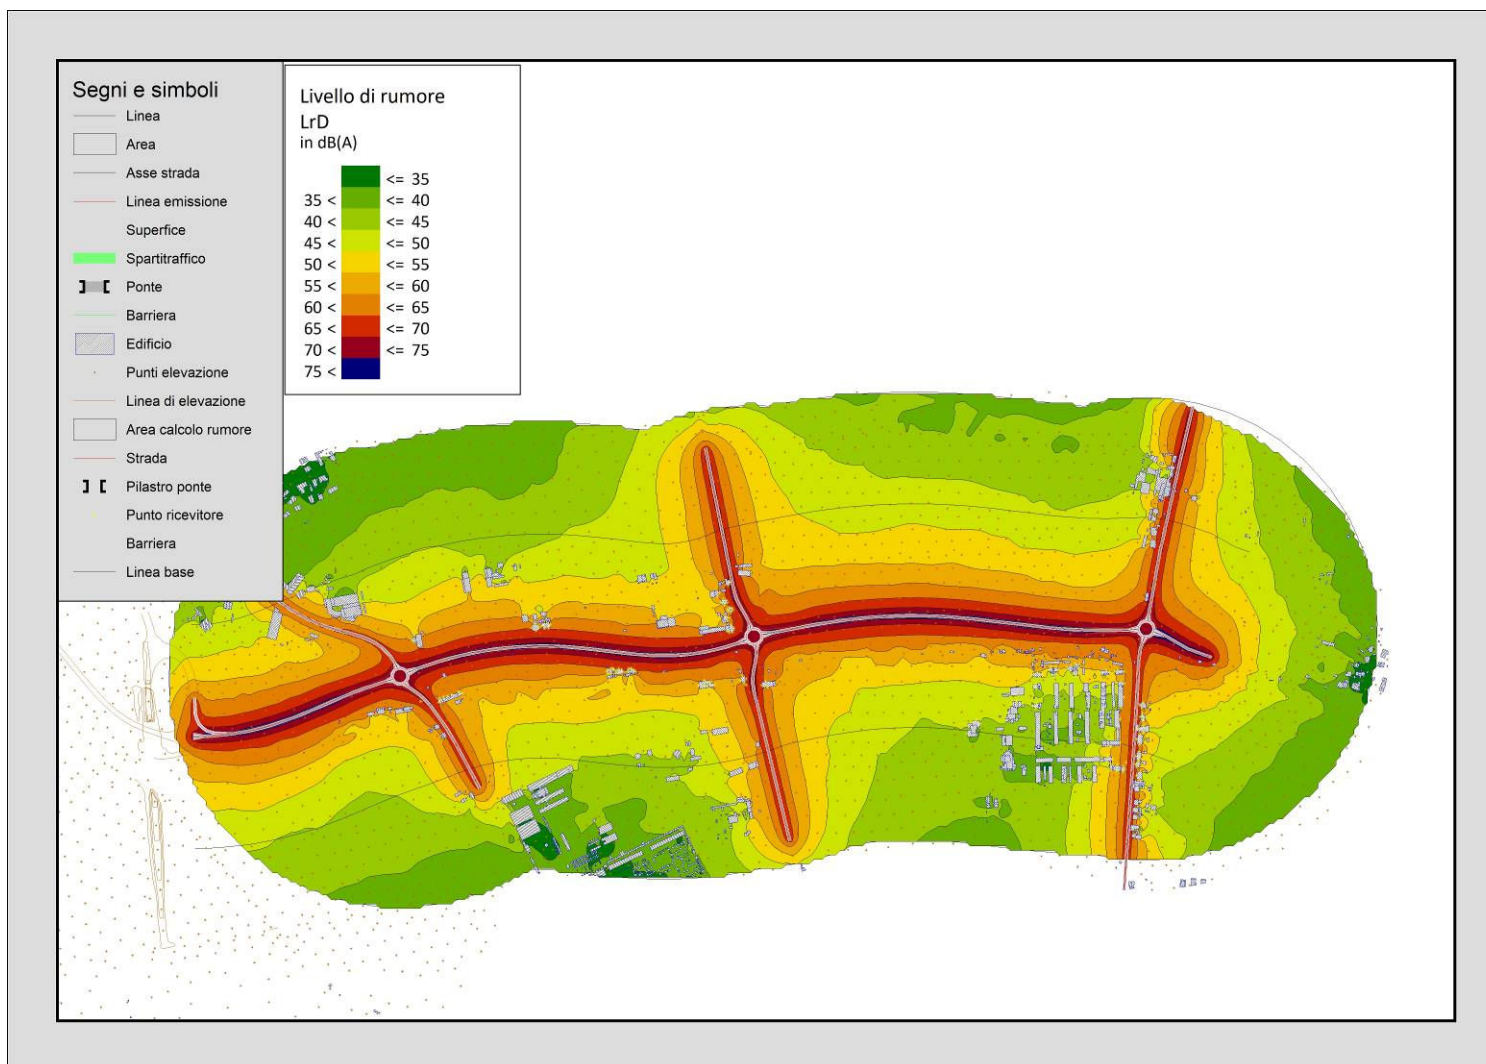 Segni e simboli
Linea
Area
Asse strada
Linea emissione
Superfice
Spartitraffico
Ponte
Barriera
Edificio
Punti elevazione
Linea di elevazione
Area calcolo rumore
Strada
Pilastro ponte
Punto ricevitore
Barriera
Linea base
Livello di rumore
LrD
in dB(A)
<= 35
35 < <= 40
40 < <= 45
45 < <= 50
50 < <= 55
55 < <= 60
60 < <= 65
65 < <= 70
70 < <= 75
75 <